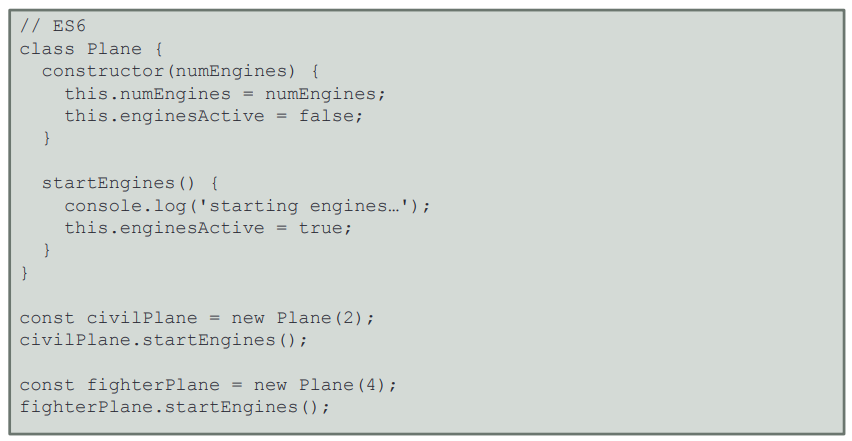 // ES6
class Plane {
  constructor(numEngines) {
    this.numEngines = numEngines;
    this.enginesActive = false;
  }

  startEngines() {
    console.log('starting engines…');
    this.enginesActive = true;
  }
}

const civilPlane = new Plane(2);
civilPlane.startEngines();

const fighterPlane = new Plane(4);
fighterPlane.startEngines();